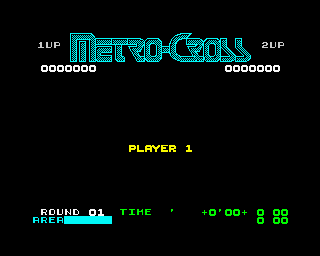 1UP METRO-CROSS 2UP
0000000 0000000
PLAYER 1
ROUND 01 TIME ' +0'00+ 0 00
AREA 0 00